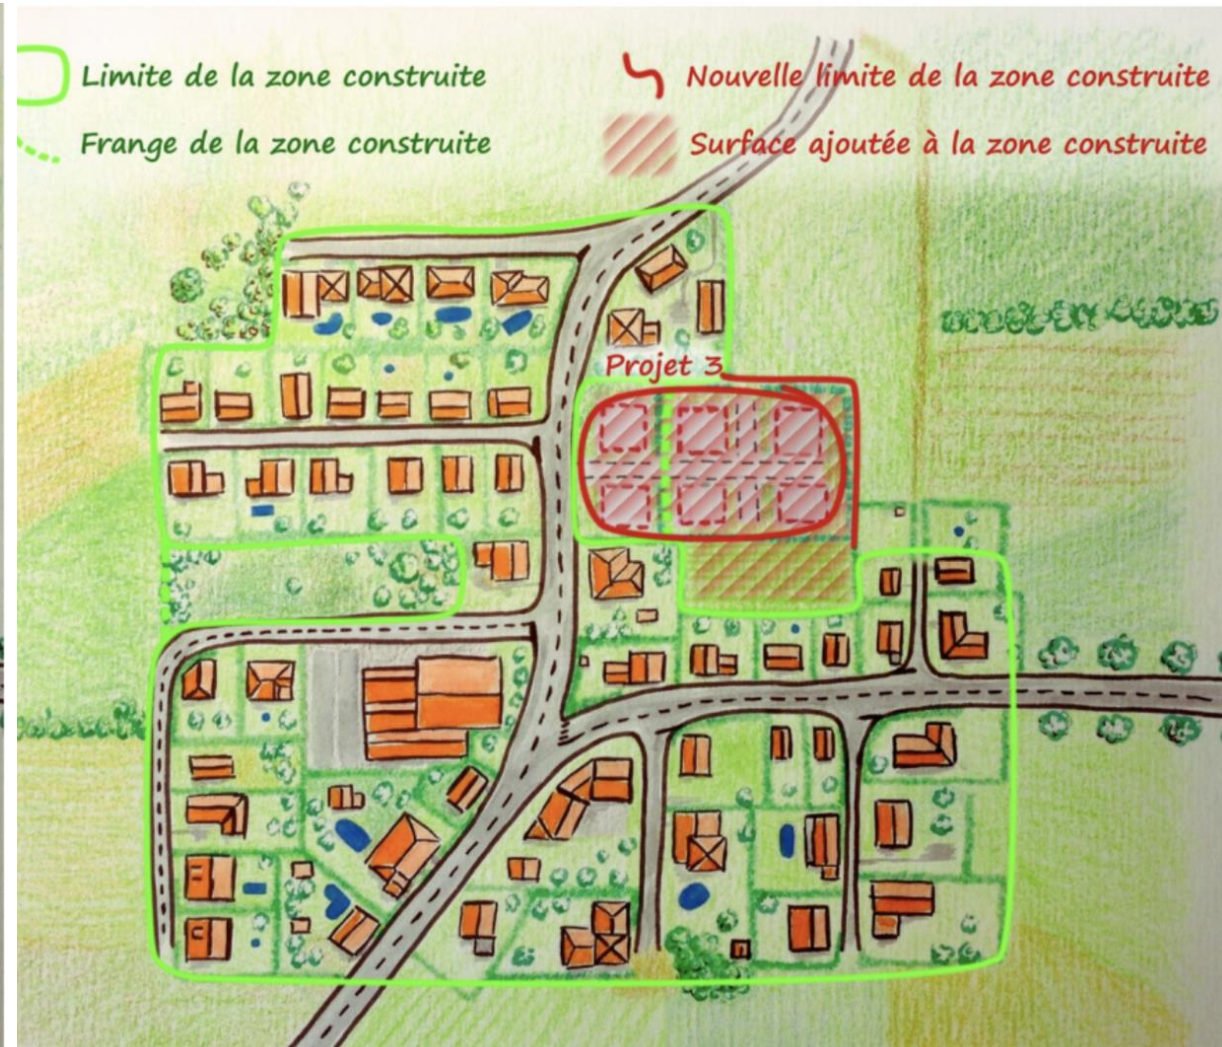 Limite de la zone construite
Nouvelle limite de la zone construite
Frange de la zone construite
Surface ajoutée à la zone construite
Projet 3